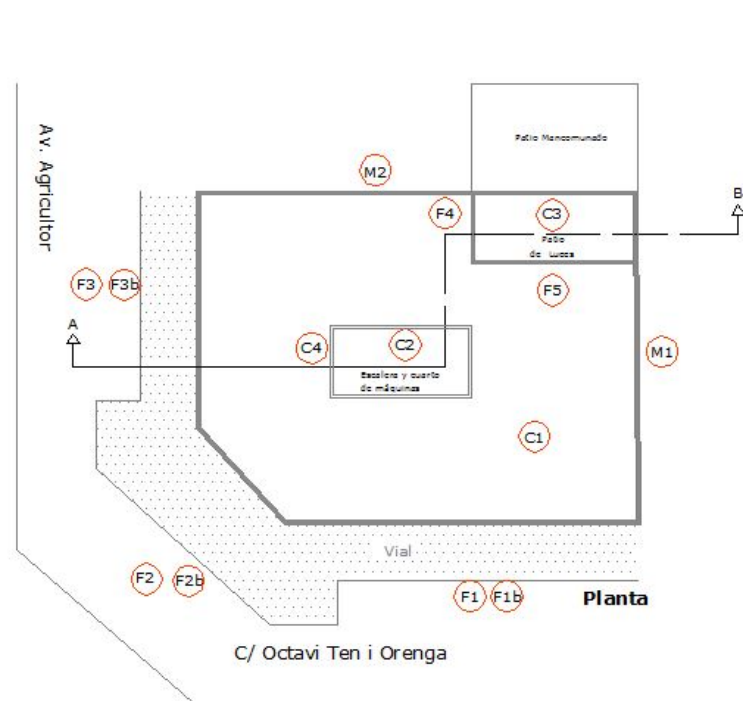 Av. Agricultor
Patio Mancomunado
M2
B
F4
C3
Patio
de Luces
F3
F3b
F5
A
C4
C2
M1
Escalera y cuarto
de máquinas
C1
Vial
F2
F2b
F1
F1b
Planta
C/ Octavi Ten i Orenga